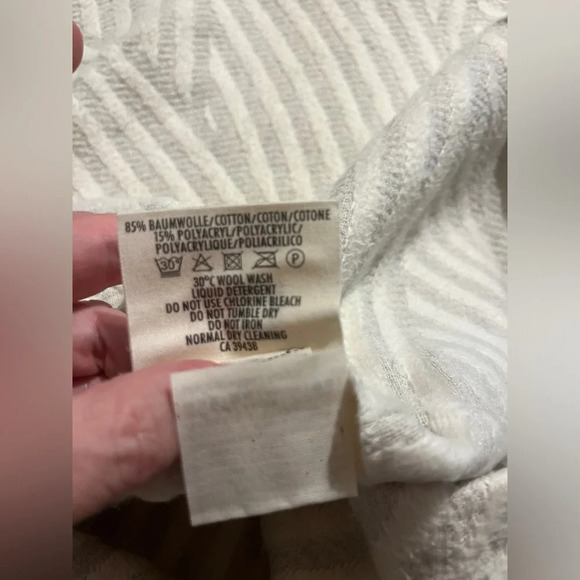 85% BAUMWOLLE/COTTON/COTON/COTONE
15% POLYACRYL/POLYACRYLIC/
POLYACRYLIQUE/POLIACRILICO
30° P
30°C WOOL WASH
LIQUID DETERGENT
DO NOT USE CHLORINE BLEACH
DO NOT TUMBLE DRY
DO NOT IRON
NORMAL DRY CLEANING
CA 39438